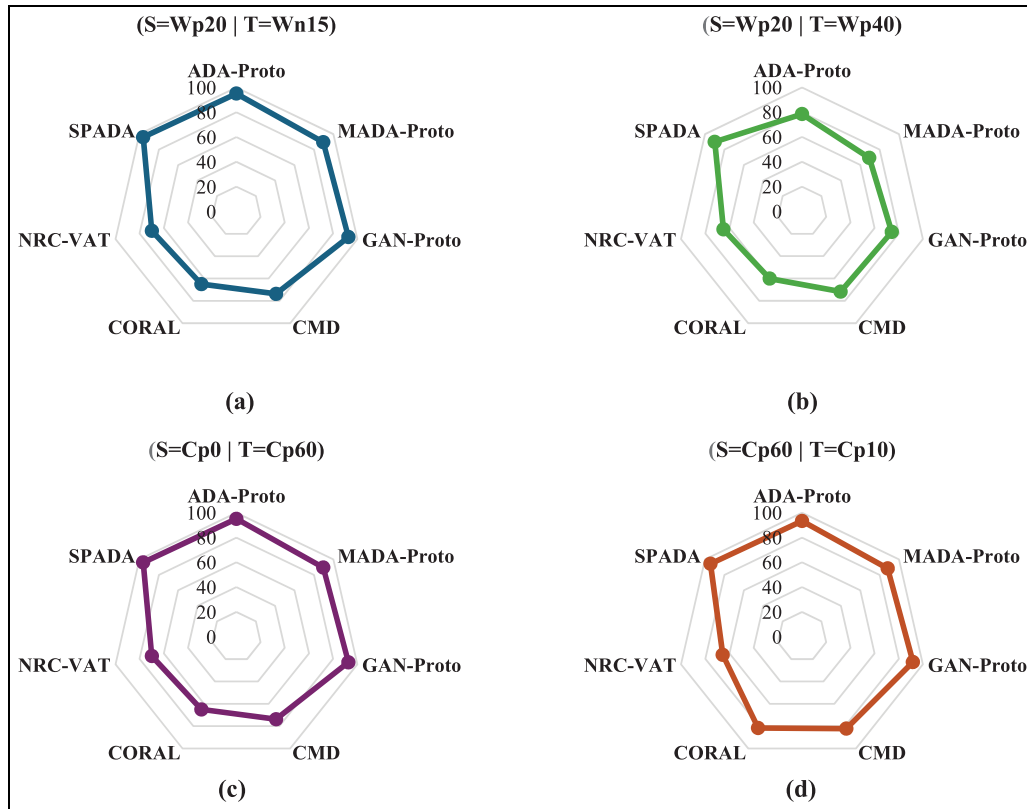 (S=Wp20 | T=Wn15)
ADA-Proto
100
80
60
40
20
0
MADA-Proto
GAN-Proto
CMD
CORAL
NRC-VAT
SPADA
(a)
(S=Wp20 | T=Wp40)
ADA-Proto
100
80
60
40
20
0
MADA-Proto
GAN-Proto
CMD
CORAL
NRC-VAT
SPADA
(b)
(S=Cp0 | T=Cp60)
ADA-Proto
100
80
60
40
20
0
MADA-Proto
GAN-Proto
CMD
CORAL
NRC-VAT
SPADA
(c)
(S=Cp60 | T=Cp10)
ADA-Proto
100
80
60
40
20
0
MADA-Proto
GAN-Proto
CMD
CORAL
NRC-VAT
SPADA
(d)